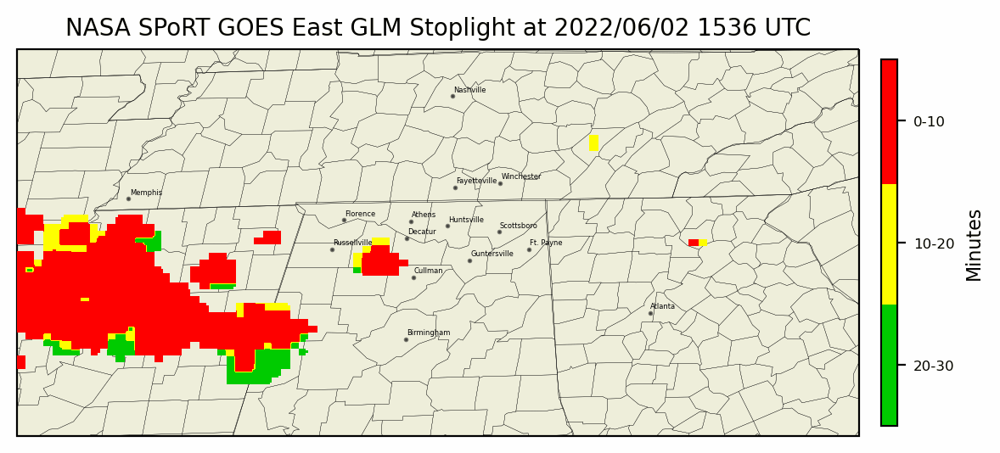 NASA SPoRT GOES East GLM Stoplight at 2022/06/02 1536 UTC
Nashville
Fayetteville
Winchester
Memphis
Florence
Athens
Huntsville
Scottsboro
Decatur
Russellville
Ft. Payne
Guntersville
Cullman
Atlanta
Birmingham
0-10
10-20
20-30
Minutes